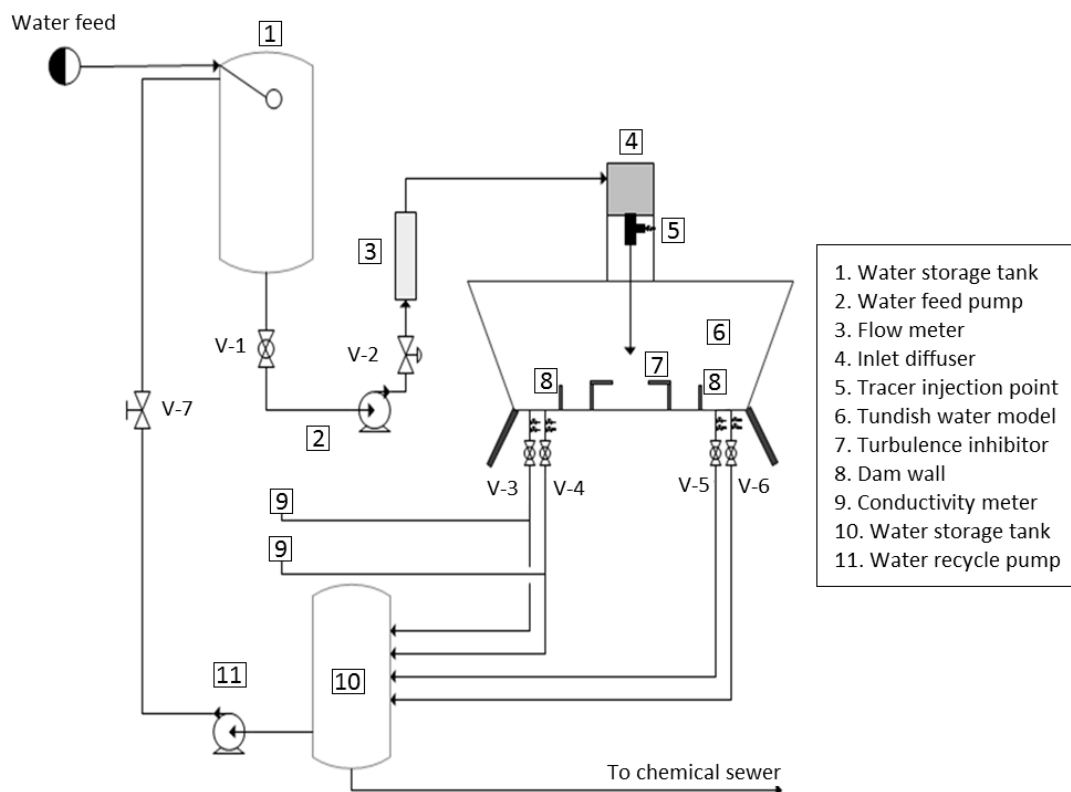 Water feed
1
4
5
3
6
V-1
V-2
7
8
8
V-7
2
V-3
V-4
V-5
V-6
9
9
11
10
To chemical sewer
1. Water storage tank
2. Water feed pump
3. Flow meter
4. Inlet diffuser
5. Tracer injection point
6. Tundish water model
7. Turbulence inhibitor
8. Dam wall
9. Conductivity meter
10. Water storage tank
11. Water recycle pump